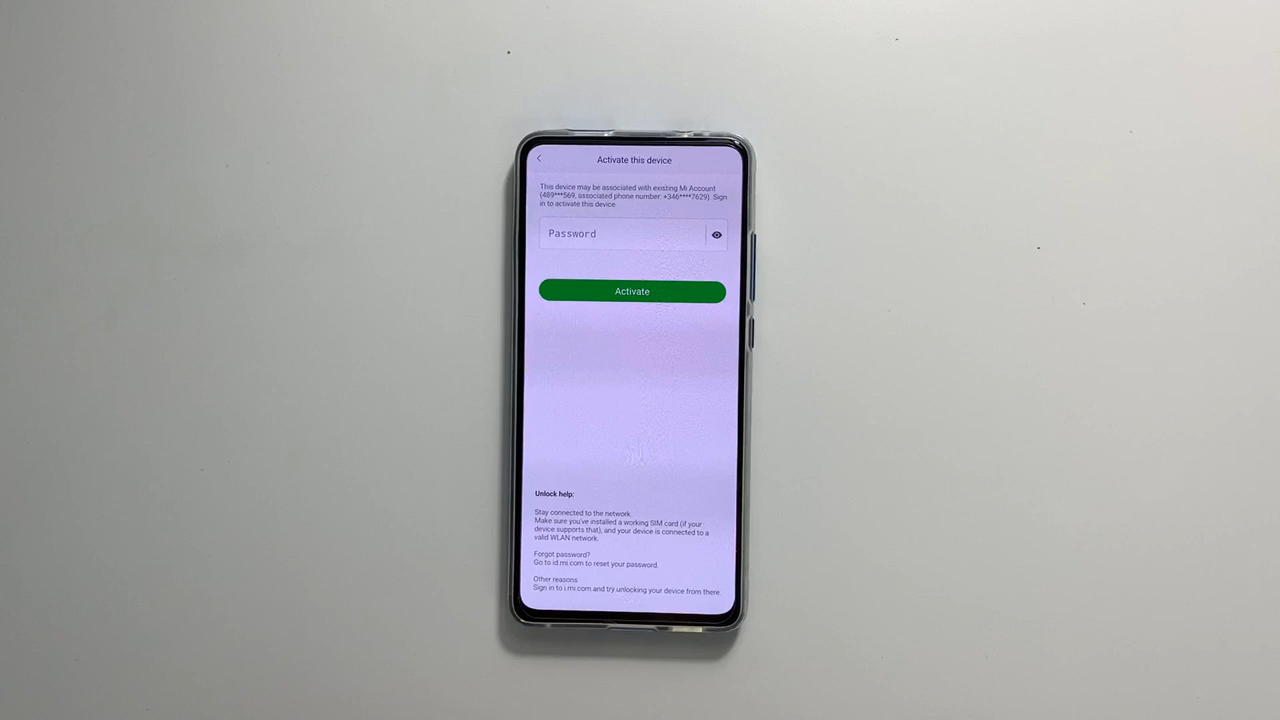 Activate this device
This device may be associated with existing Mi Account
(489***569, associated phone number: +346****7629). Sign
in to activate this device
Password
Activate
Unlock help:
Stay connected to the network.
Make sure you've installed a working SIM card (if your
device supports that), and your device is connected to a
valid WLAN network.
Forgot password?
Go to id.mi.com to reset your password.
Other reasons
Sign in to i.mi.com and try unlocking your device from there.